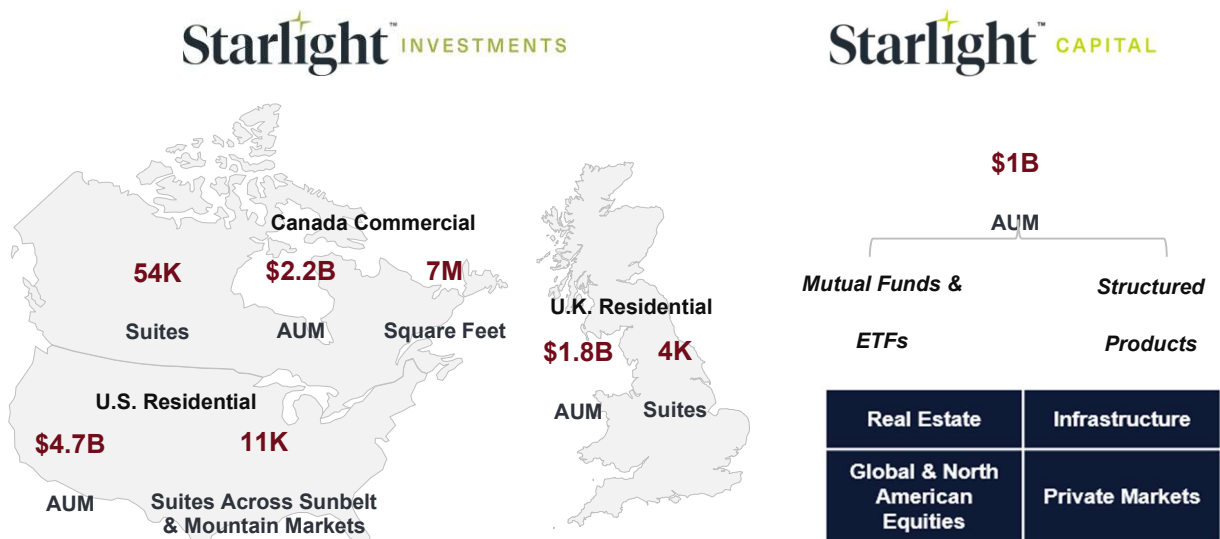 Starlight™ INVESTMENTS
Starlight™ CAPITAL
Canada Commercial
54K
$2.2B
7M
Suites
AUM
Square Feet
U.S. Residential
$4.7B
11K
AUM
Suites Across Sunbelt
& Mountain Markets
U.K. Residential
$1.8B
4K
AUM
Suites
$1B
AUM
Mutual Funds &
ETFs
Structured
Products
Real Estate
Infrastructure
Global & North
American
Equities
Private Markets